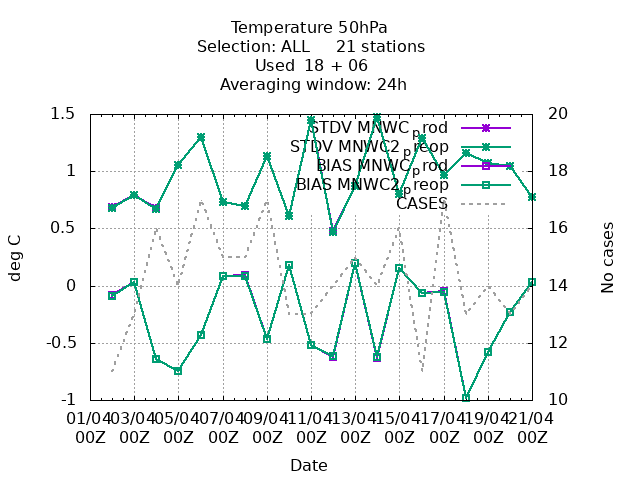 Temperature 50hPa
Selection: ALL     21 stations
Used  18 + 06
Averaging window: 24h
1.5
1
0.5
0
-0.5
-1
20
18
16
14
12
10
deg C
No cases
STDV MNWC_prod
STDV MNWC2_preop
BIAS MNWC_prod
BIAS MNWC2_preop
CASES
01/04 03/04 05/04 07/04 09/04 11/04 13/04 15/04 17/04 19/04 21/04
00Z 00Z 00Z 00Z 00Z 00Z 00Z 00Z 00Z 00Z 00Z
Date